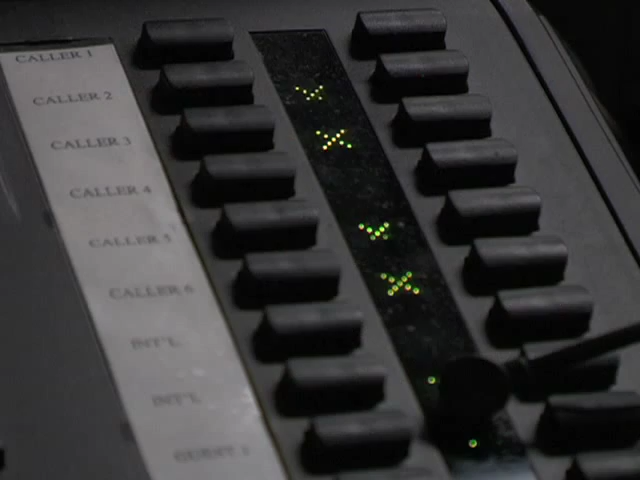 CALLER 1
CALLER 2
CALLER 3
CALLER 4
CALLER 5
CALLER 6
INT'L
INT'L
GUEST 1